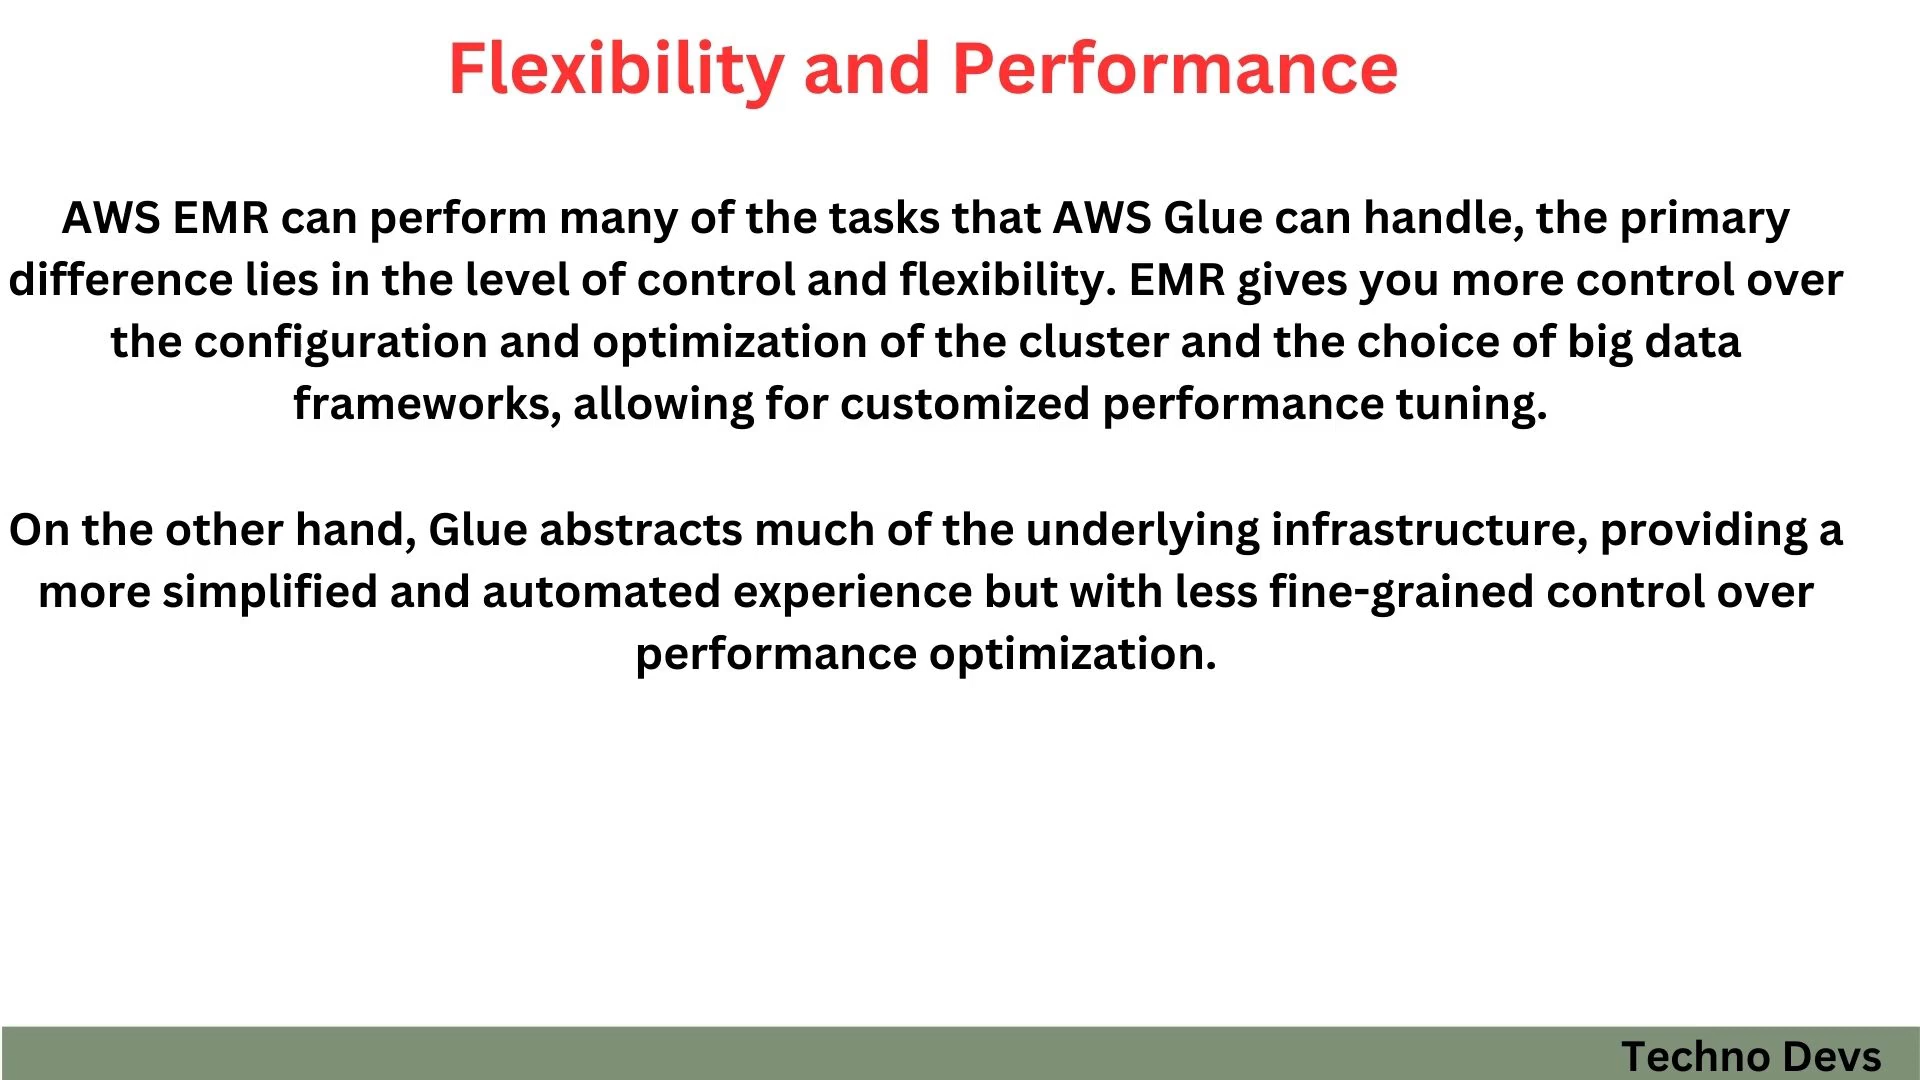 Flexibility and Performance
AWS EMR can perform many of the tasks that AWS Glue can handle, the primary
difference lies in the level of control and flexibility. EMR gives you more control over
the configuration and optimization of the cluster and the choice of big data
frameworks, allowing for customized performance tuning.
On the other hand, Glue abstracts much of the underlying infrastructure, providing a
more simplified and automated experience but with less fine-grained control over
performance optimization.
Techno Devs